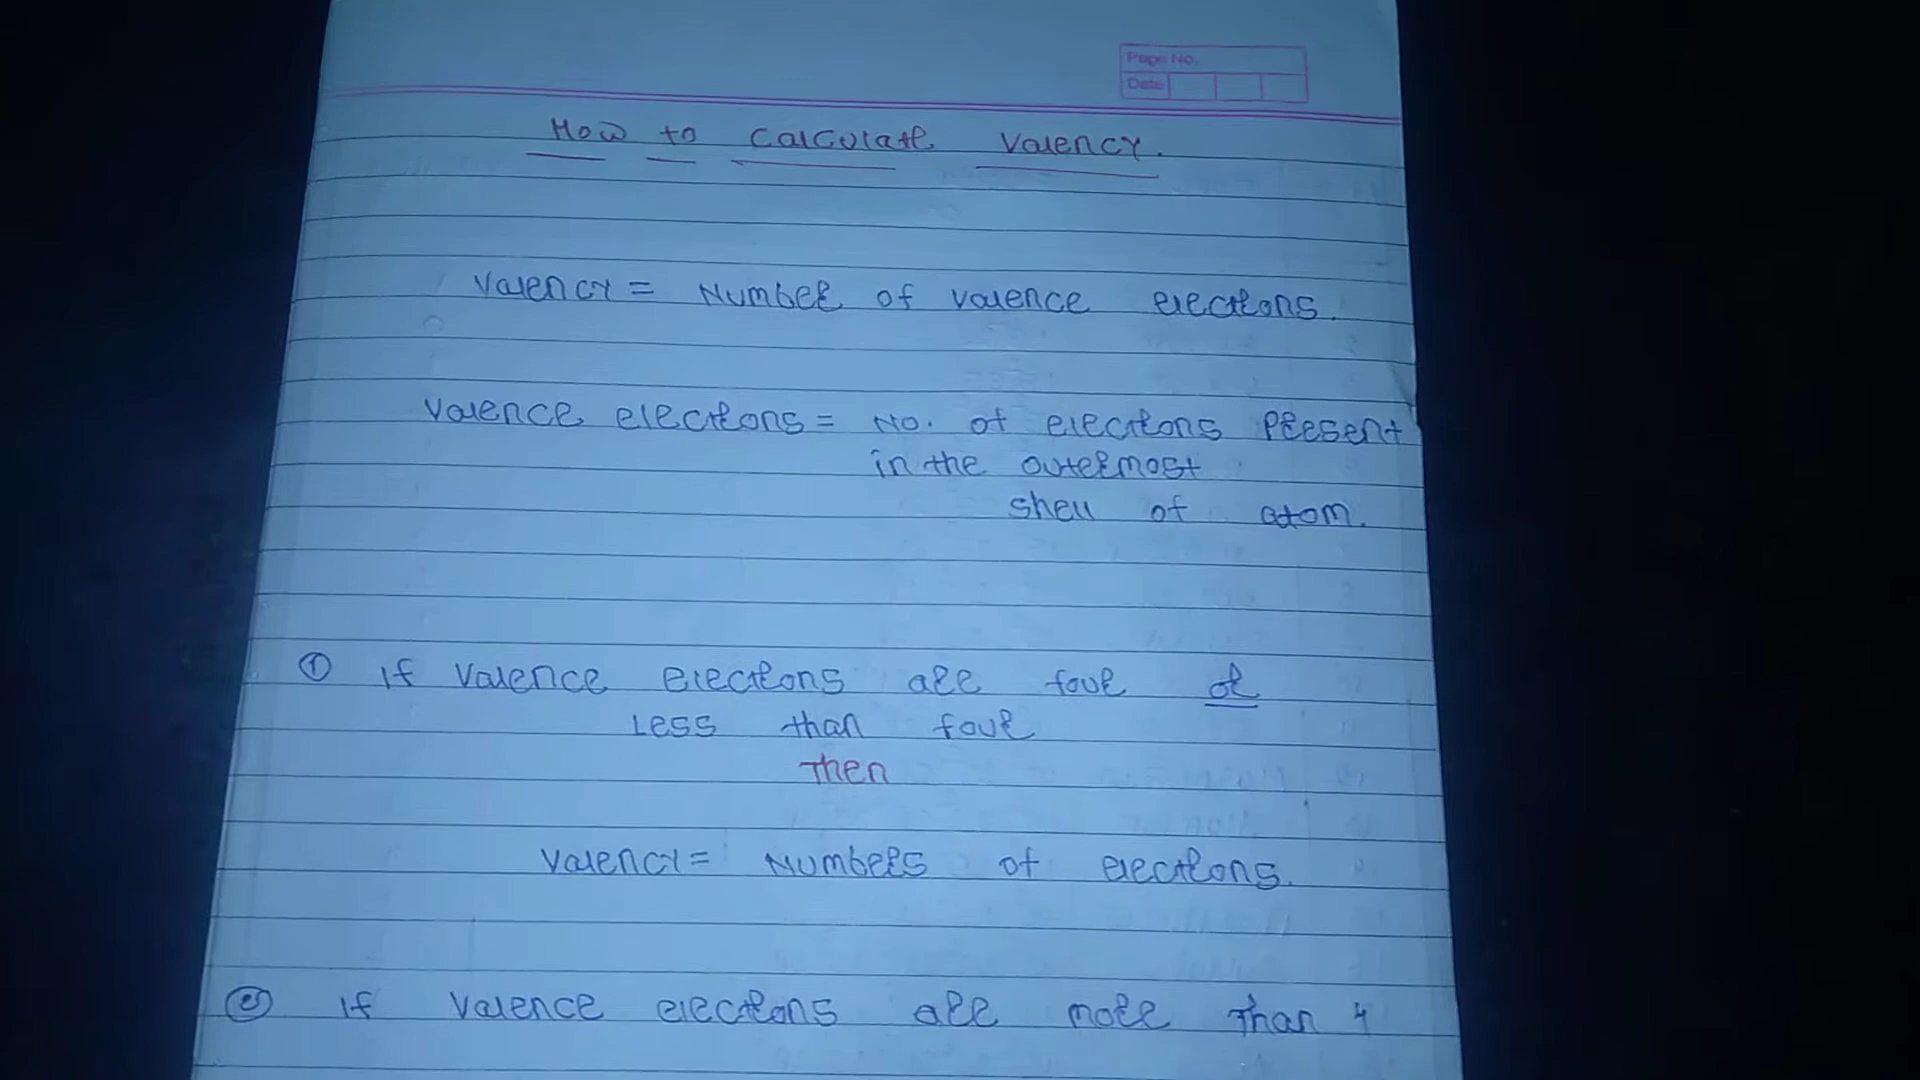 Page No.
Date
How to Calculate Valency.
Valency = Number of valence electrons.
Valence electrons = No. of electrons Present
in the outermost
shell of atom.
① If Valence electrons are four or
Less than four
Then
Valency = Numbers of electrons.
② If Valence electrons are more than 4